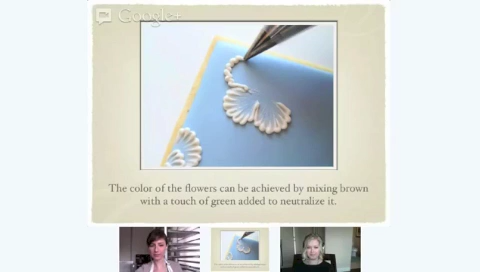 Google+
The color of the flowers can be achieved by mixing brown
with a touch of green added to neutralize it.